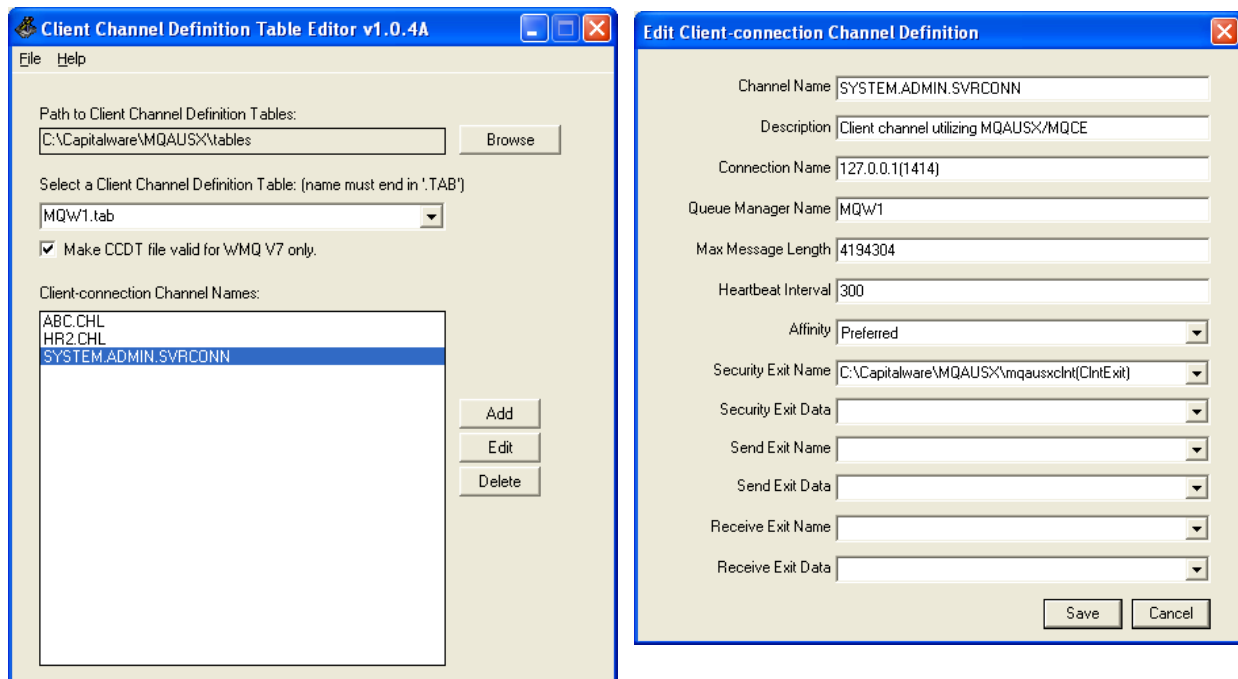 Client Channel Definition Table Editor v1.0.4A
File Help
Path to Client Channel Definition Tables:
C:\Capitalware\MQAUSX\tables
Browse
Select a Client Channel Definition Table: (name must end in '.TAB')
MQW1.tab
Make CCDT file valid for WMQ V7 only.
Client-connection Channel Names:
ABC.CHL
HR2.CHL
SYSTEM.ADMIN.SVRCONN
Add
Edit
Delete
Edit Client-connection Channel Definition
Channel Name SYSTEM.ADMIN.SVRCONN
Description Client channel utilizing MQAUSX/MQCE
Connection Name 127.0.0.1(1414)
Queue Manager Name MQW1
Max Message Length 4194304
Heartbeat Interval 300
Affinity Preferred
Security Exit Name C:\Capitalware\MQAUSX\mqausxclnt(ClntExit)
Security Exit Data
Send Exit Name
Send Exit Data
Receive Exit Name
Receive Exit Data
Save Cancel